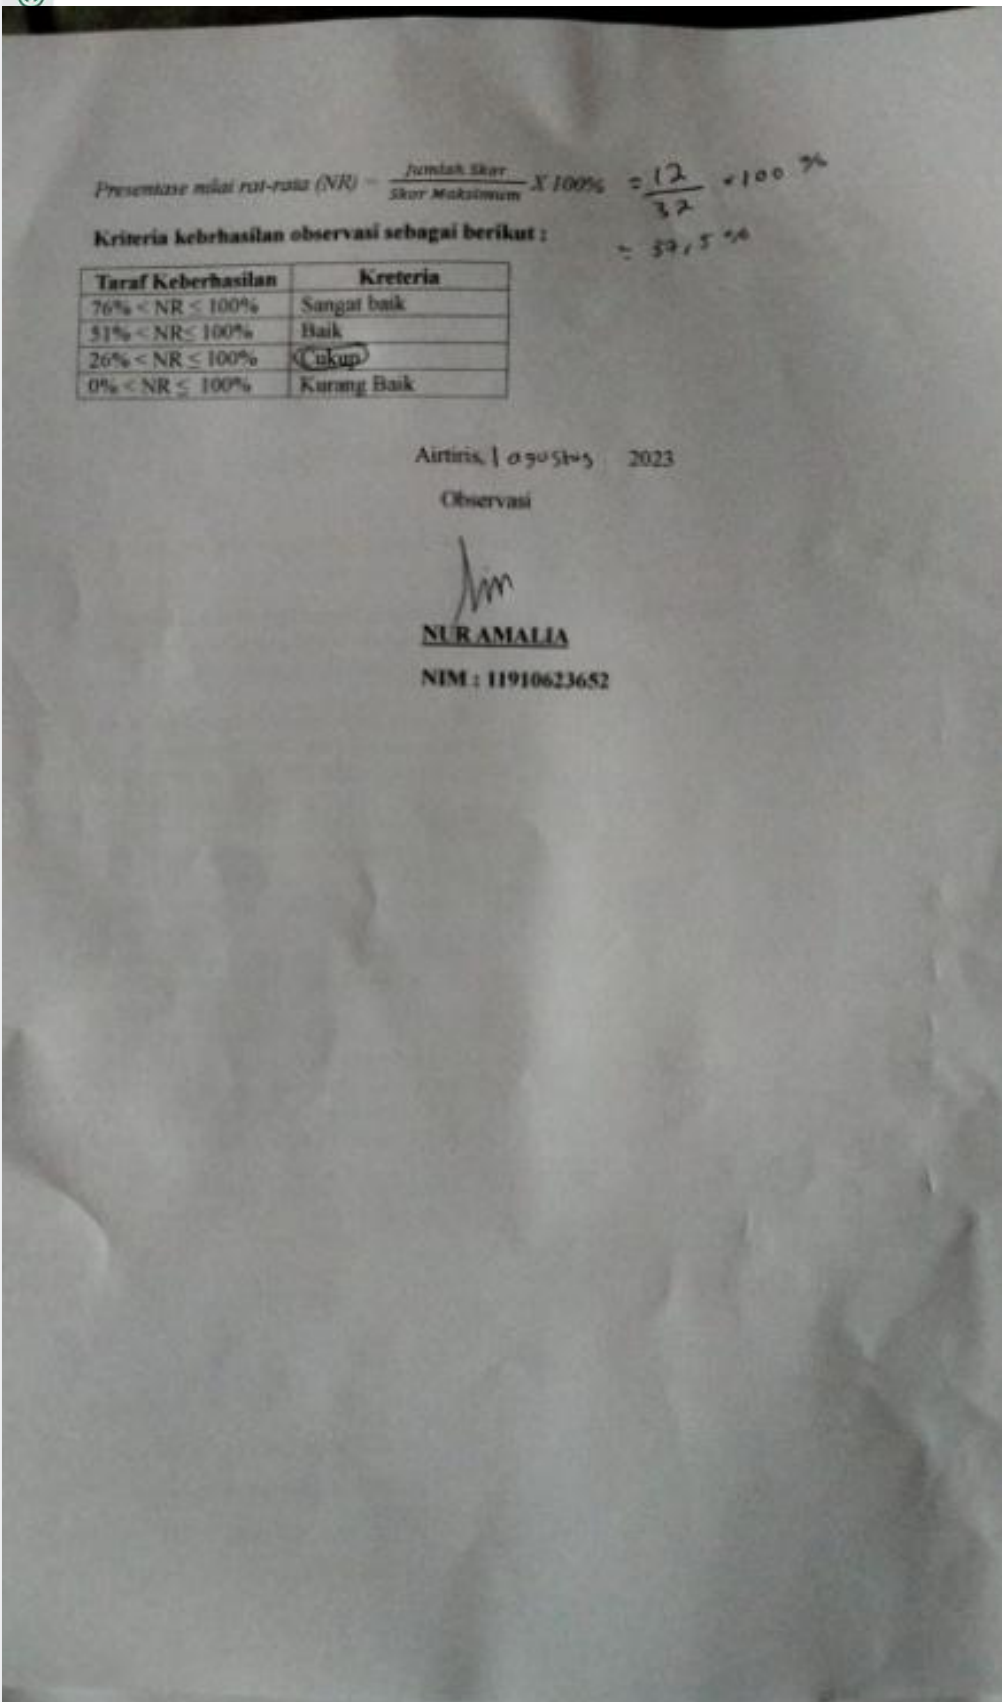 Presentase nilai rat-rata (NR) = Jumlah Skor / Skor Maksimum X 100% = 12 / 32 × 100 %
= 37,5 %
Kriteria kebrhasilan observasi sebagai berikut :
Taraf Keberhasilan Kreteria
76% < NR ≤ 100% Sangat baik
51% < NR≤ 100% Baik
26% < NR ≤ 100% Cukup
0% < NR ≤ 100% Kurang Baik
Airtiris, 1 agustus 2023
Observasi
NUR AMALIA
NIM : 11910623652